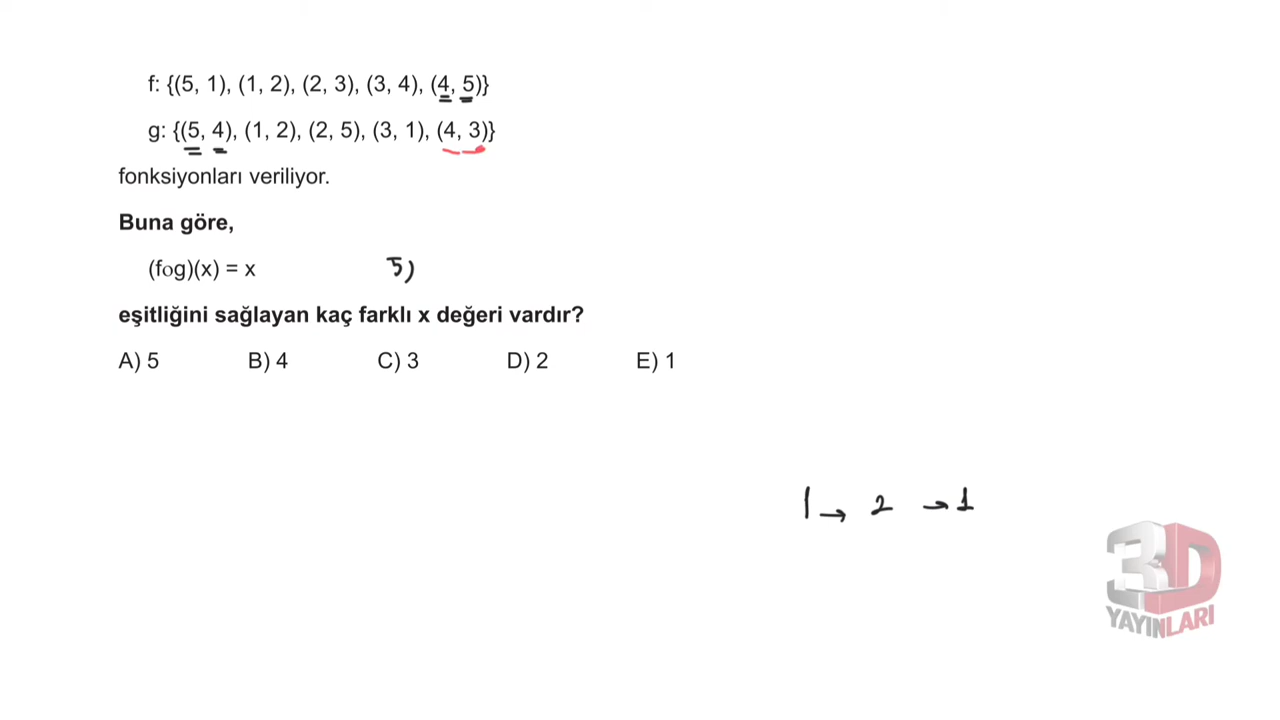 f: {(5, 1), (1, 2), (2, 3), (3, 4), (4, 5)}
g: {(5, 4), (1, 2), (2, 5), (3, 1), (4, 3)}
fonksiyonları veriliyor.
Buna göre,
(fog)(x) = x 5)
eşitliğini sağlayan kaç farklı x değeri vardır?
A) 5 B) 4 C) 3 D) 2 E) 1
1 → 2 → 1
3D
YAYINLARI